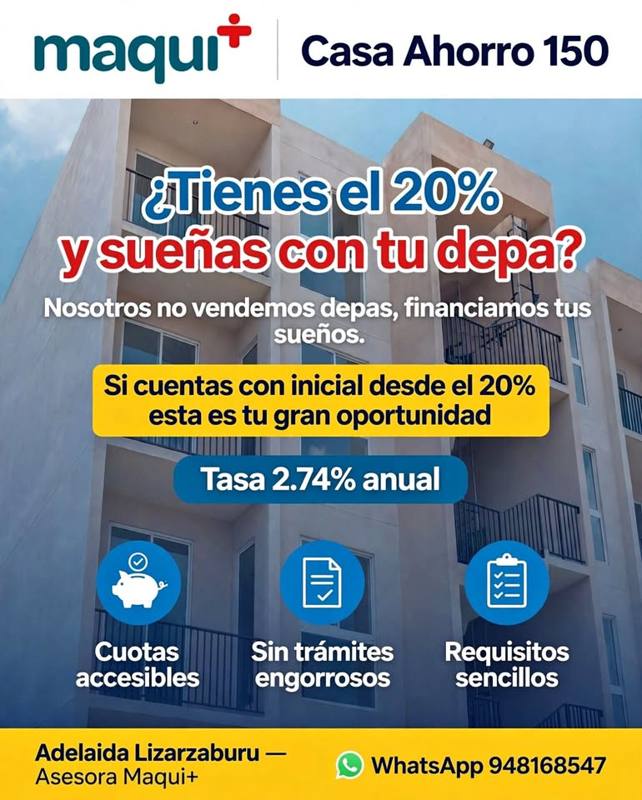 maqui+
Casa Ahorro 150
¿Tienes el 20%
y sueñas con tu depa?
Nosotros no vendemos depas, financiamos tus
sueños.
Si cuentas con inicial desde el 20%
esta es tu gran oportunidad
Tasa 2.74% anual
Cuotas
accesibles
Sin trámites
engorrosos
Requisitos
sencillos
Adelaida Lizarzaburu —
Asesora Maqui+
WhatsApp 948168547